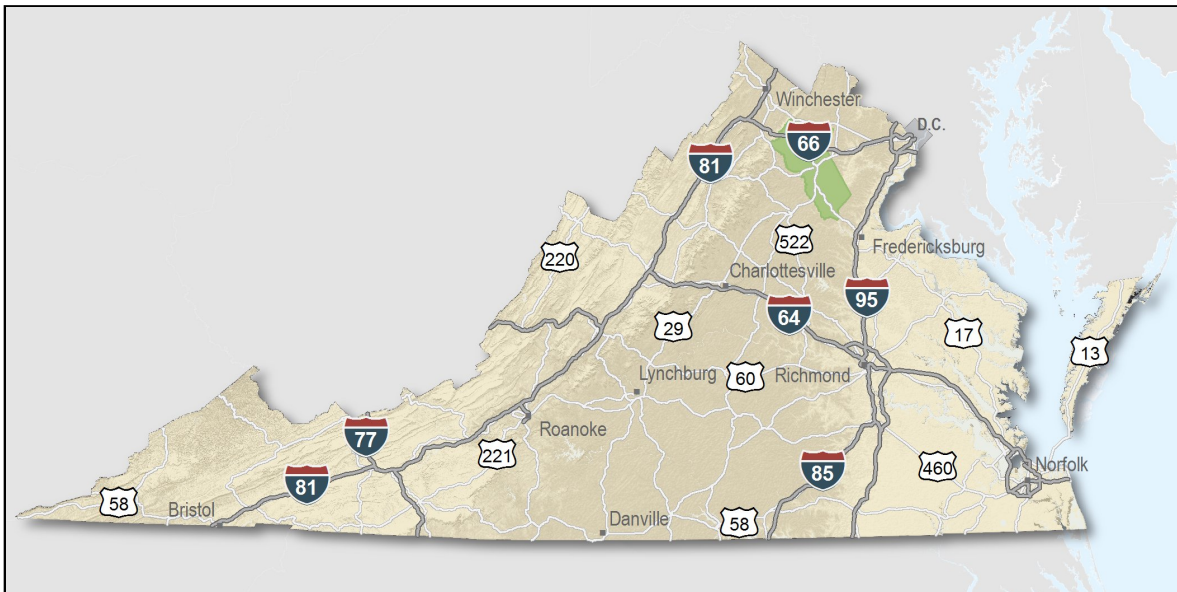 Winchester
D.C.
66
81
522
Fredericksburg
220
Charlottesville
95
64
29
17
13
Lynchburg
60
Richmond
77
Roanoke
221
85
460
Norfolk
81
58
Bristol
Danville
58